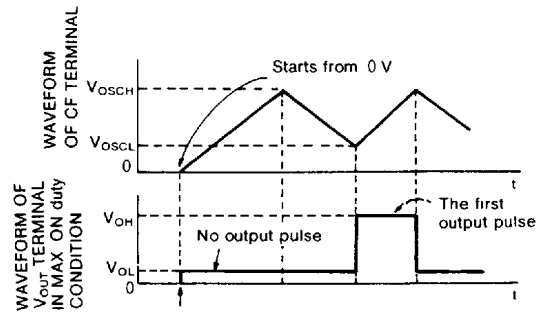 WAVEFORM
OF CF TERMINAL
Starts from 0 V
VOSCH
VOSCL
0
t
WAVEFORM OF
VOUT TERMINAL
IN MAX ON duty
CONDITION
VOH
The first
output pulse
No output pulse
VOL
0
t